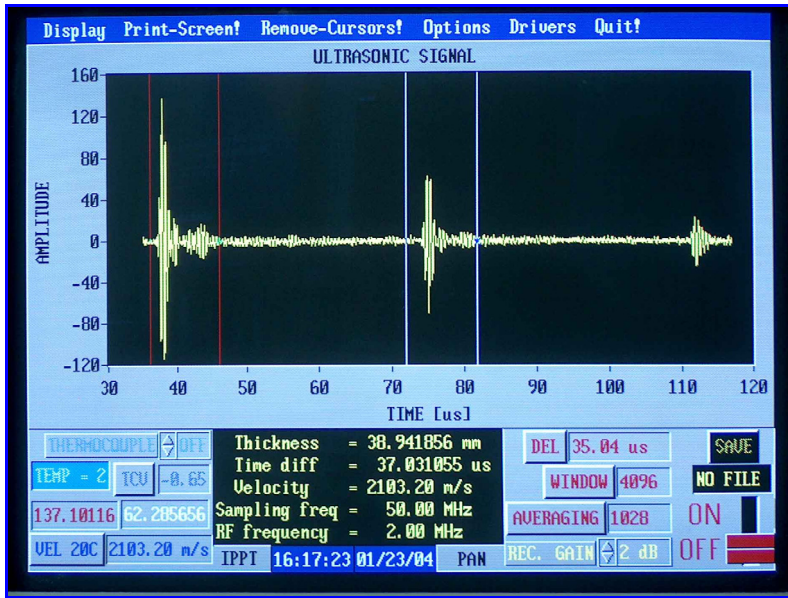 Display Print-Screen! Remove-Cursors! Options Drivers Quit!
ULTRASONIC SIGNAL
160
120
80
40
0
-40
-80
-120
AMPLITUDE
30 40 50 60 70 80 90 100 110 120
TIME [us]
THERMOCOUPLE OFF
TEMP = 2 TCV -0.65
137.10116 62.285656
VEL 20C 2103.20 m/s
Thickness = 38.941856 mm
Time diff = 37.031055 us
Velocity = 2103.20 m/s
Sampling freq = 50.00 MHz
RF frequency = 2.00 MHz
IPPT 16:17:23 01/23/04 PAN
DEL 35.04 us
WINDOW 4096
AVERAGING 1028
REC. GAIN 2 dB
SAVE
NO FILE
ON
OFF